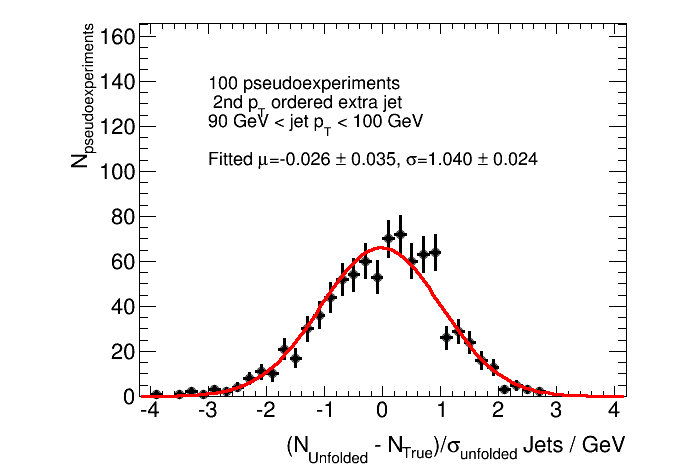 N_pseudoexperiments
160
140
120
100
80
60
40
20
0
100 pseudoexperiments
2nd p_T ordered extra jet
90 GeV < jet p_T < 100 GeV
Fitted μ=-0.026 ± 0.035, σ=1.040 ± 0.024
-4 -3 -2 -1 0 1 2 3 4
(N_Unfolded - N_True)/σ_unfolded Jets / GeV